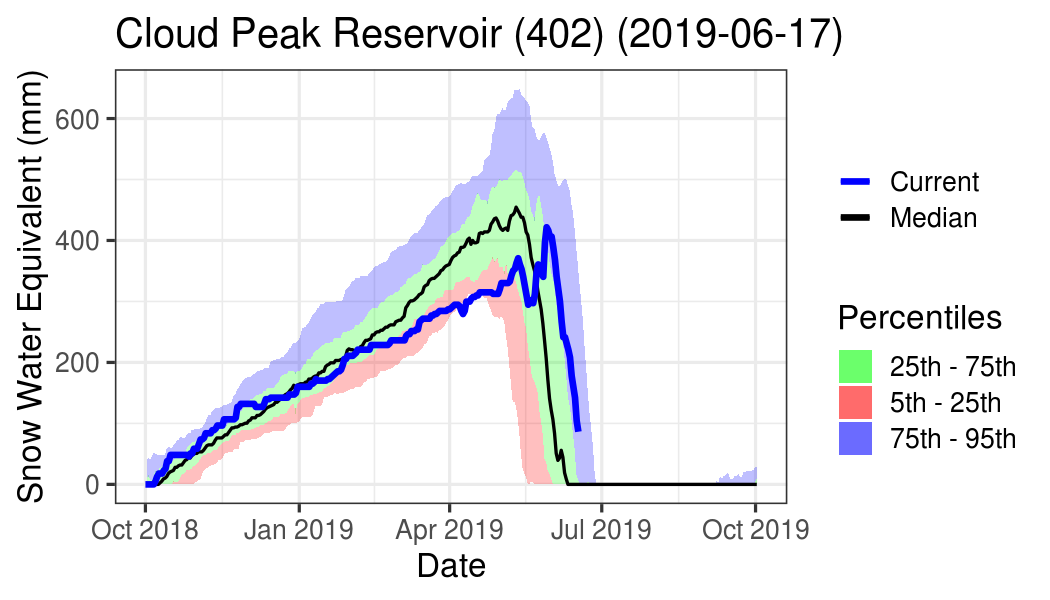 Cloud Peak Reservoir (402) (2019-06-17)
Snow Water Equivalent (mm)
600
400
200
0
Oct 2018
Jan 2019
Apr 2019
Jul 2019
Oct 2019
Date
Current
Median
Percentiles
25th - 75th
5th - 25th
75th - 95th